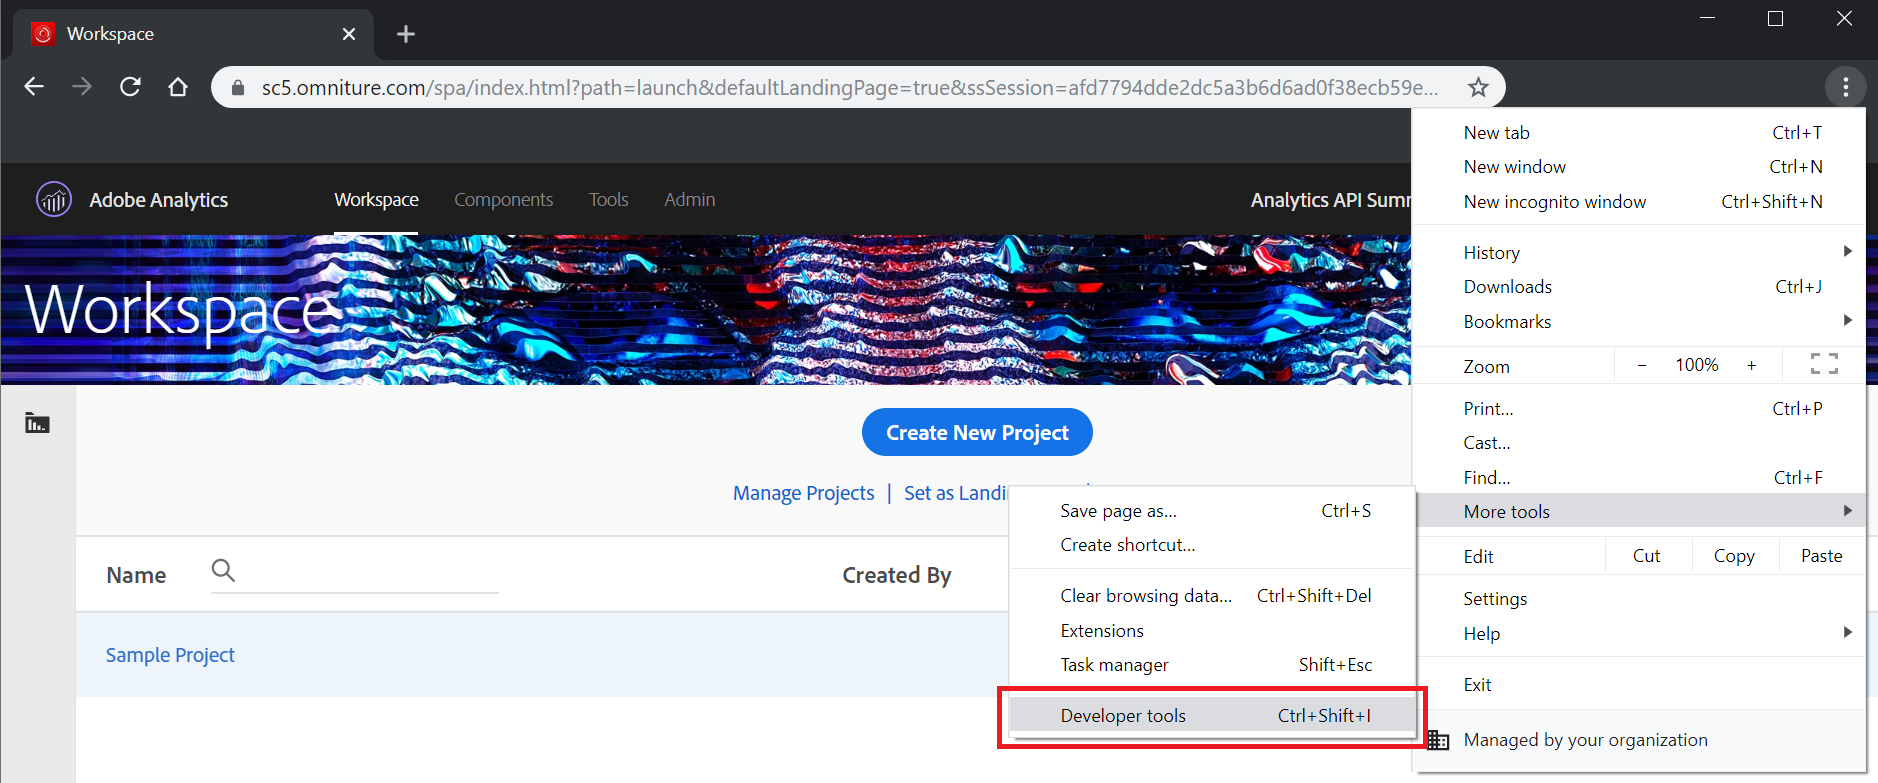 Workspace
sc5.omniture.com/spa/index.html?path=launch&defaultLandingPage=true&ssSession=afd7794dde2dc5a3b6d6ad0f38ecb59e...
Adobe Analytics
Workspace
Components
Tools
Admin
Analytics API Summ
Workspace
Create New Project
Manage Projects | Set as Landi
Name
Created By
Sample Project
New tab Ctrl+T
New window Ctrl+N
New incognito window Ctrl+Shift+N
History
Downloads Ctrl+J
Bookmarks
Zoom − 100% +
Print... Ctrl+P
Cast...
Find... Ctrl+F
More tools
Edit Cut Copy Paste
Settings
Help
Exit
Managed by your organization
Save page as... Ctrl+S
Create shortcut...
Clear browsing data... Ctrl+Shift+Del
Extensions
Task manager Shift+Esc
Developer tools Ctrl+Shift+I